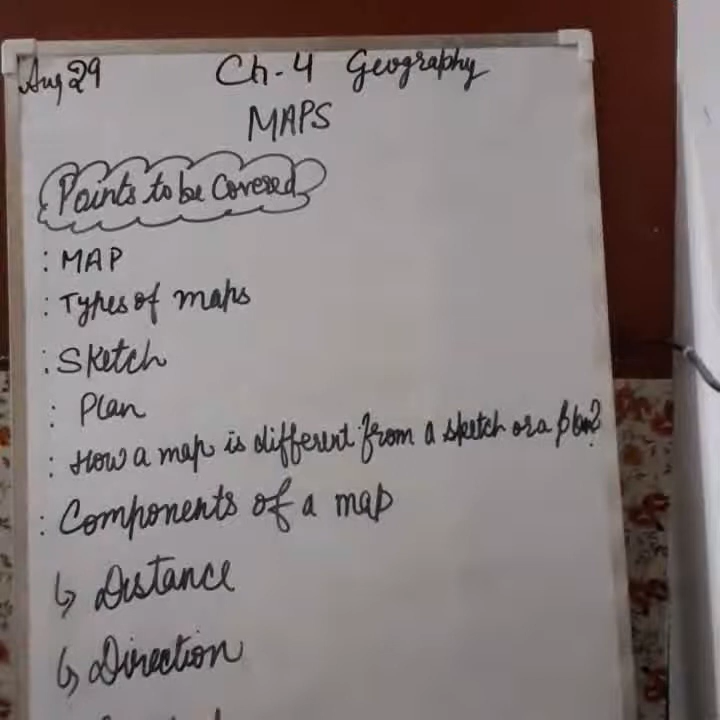 Aug 29 Ch-4 Geography
MAPS
Points to be Covered
: MAP
: Types of maps
: Sketch
: Plan
: How a map is different from a sketch or a plan?
: Components of a map
↳ Distance
↳ Direction